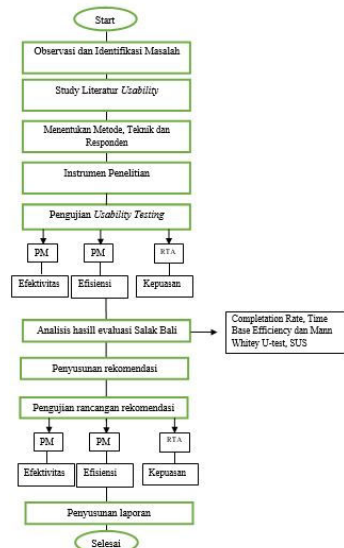 Start
Observasi dan Identifikasi Masalah
Study Literatur Usability
Menentukan Metode, Teknik dan
Responden
Instrumen Penelitian
Pengujian Usability Testing
PM PM RTA
Efektivitas Efisiensi Kepuasan
Analisis hasill evaluasi Salak Bali
Completation Rate, Time
Base Efficiency dan Mann
Whitey U-test, SUS
Penyusunan rekomendasi
Pengujian rancangan rekomendasi
PM PM RTA
Efektivitas Efisiensi Kepuasan
Penyusunan laporan
Selesai